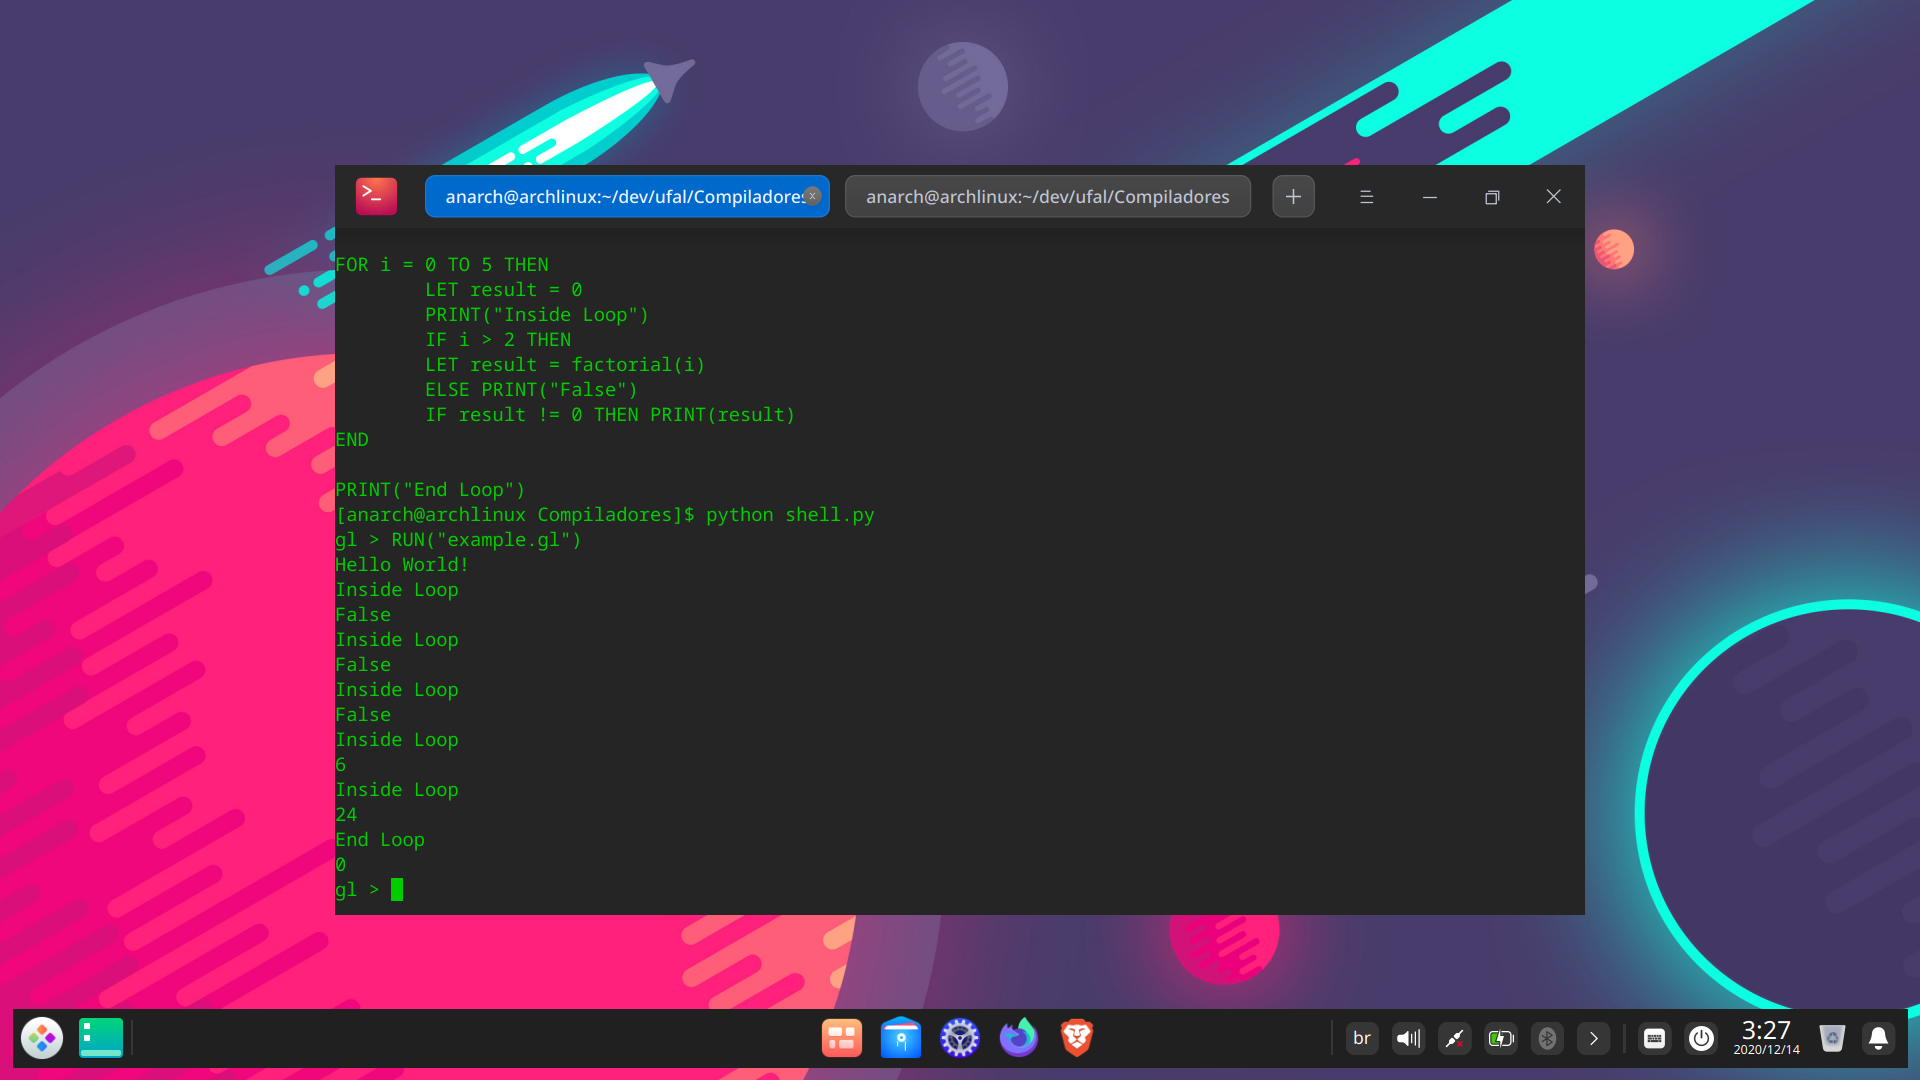 anarch@archlinux:~/dev/ufal/Compiladores
anarch@archlinux:~/dev/ufal/Compiladores
FOR i = 0 TO 5 THEN
        LET result = 0
        PRINT("Inside Loop")
        IF i > 2 THEN
        LET result = factorial(i)
        ELSE PRINT("False")
        IF result != 0 THEN PRINT(result)
END
PRINT("End Loop")
[anarch@archlinux Compiladores]$ python shell.py
gl > RUN("example.gl")
Hello World!
Inside Loop
False
Inside Loop
False
Inside Loop
False
Inside Loop
6
Inside Loop
24
End Loop
0
gl >
br
3:27
2020/12/14